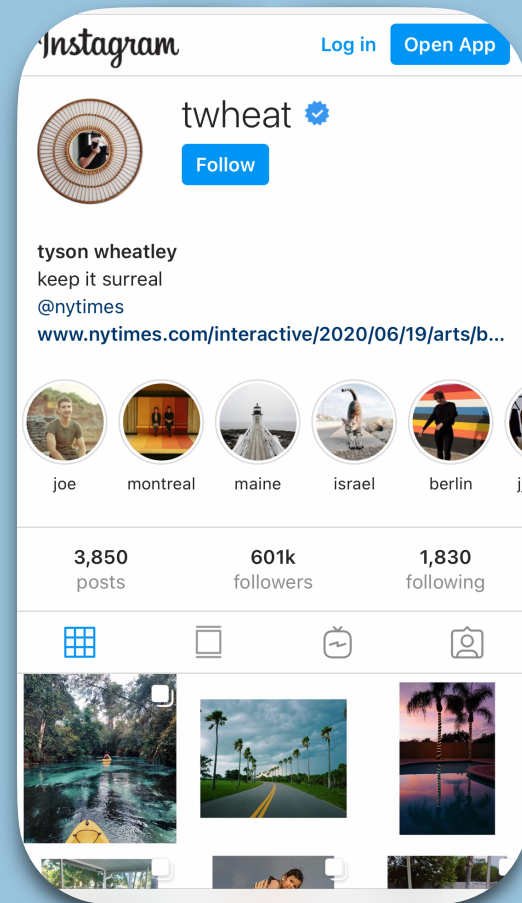 Instagram
Log in
Open App
twheat
Follow
tyson wheatley
keep it surreal
@nytimes
www.nytimes.com/interactive/2020/06/19/arts/b...
joe
montreal
maine
israel
berlin
3,850
601k
1,830
posts
followers
following